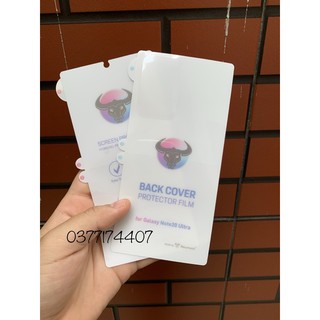 SCREEN
BACK COVER
PROTECTOR FILM
for Galaxy Note20 Ultra
0377174407